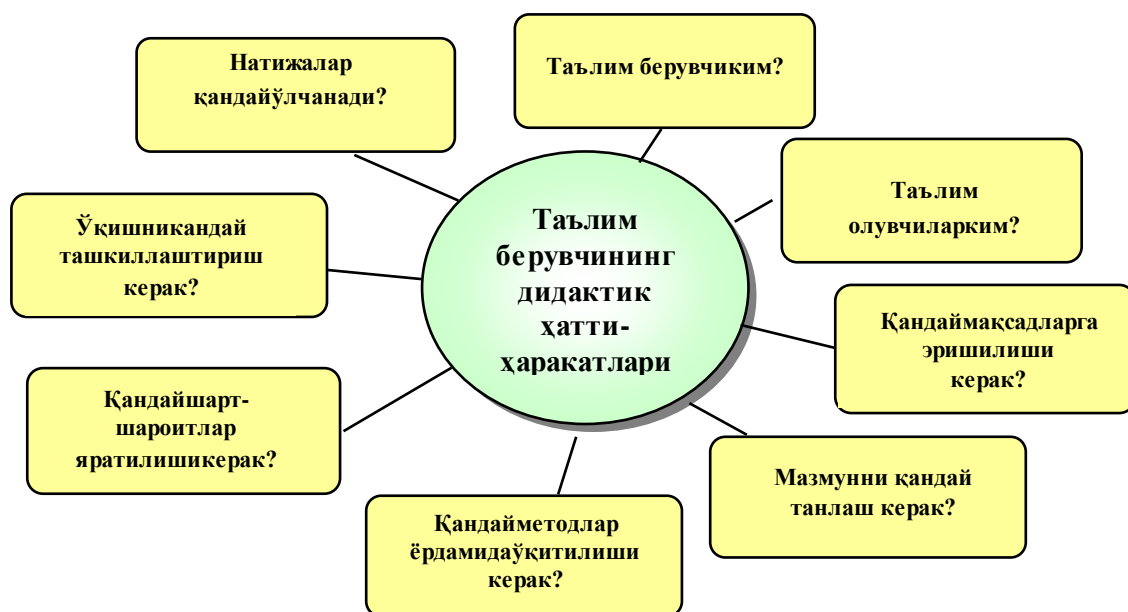 Натижалар
қандайўлчанади?
Таълим берувчиким?
Таълим
олувчиларким?
Ўқишникандай
ташкиллаштириш
керак?
Таълим
берувчининг
дидактик
ҳатти-
ҳаракатлари
Қандаймақсадларга
эришилиши
керак?
Қандайшарт-
шароитлар
яратилишикерак?
Мазмунни қандай
танлаш керак?
Қандайметодлар
ёрдамидаўқитилиши
керак?